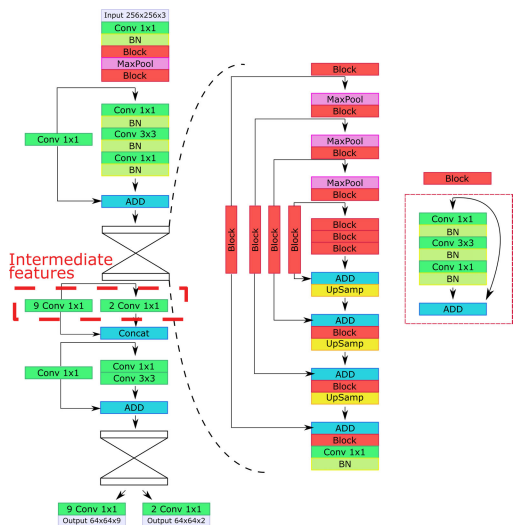 Input 256x256x3
Conv 1x1
BN
Block
MaxPool
Block
Conv 1x1
BN
Conv 3x3
BN
Conv 1x1
BN
Conv 1x1
ADD
Intermediate
features
9 Conv 1x1
2 Conv 1x1
Concat
Conv 1x1
Conv 1x1
Conv 3x3
ADD
9 Conv 1x1
Output 64x64x9
2 Conv 1x1
Output 64x64x2
Block
MaxPool
Block
MaxPool
Block
MaxPool
Block
Block
Block
Block
Block
Block
Block
Block
ADD
UpSamp
ADD
Block
UpSamp
ADD
Block
UpSamp
ADD
Block
Conv 1x1
BN
Block
Conv 1x1
BN
Conv 3x3
BN
Conv 1x1
BN
ADD